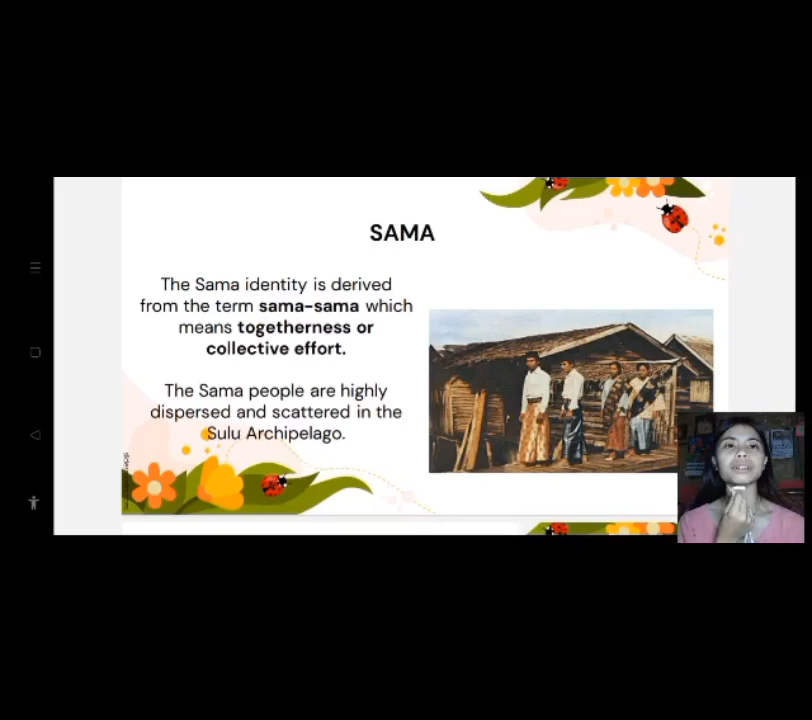 SAMA
The Sama identity is derived
from the term sama-sama which
means togetherness or
collective effort.
The Sama people are highly
dispersed and scattered in the
Sulu Archipelago.